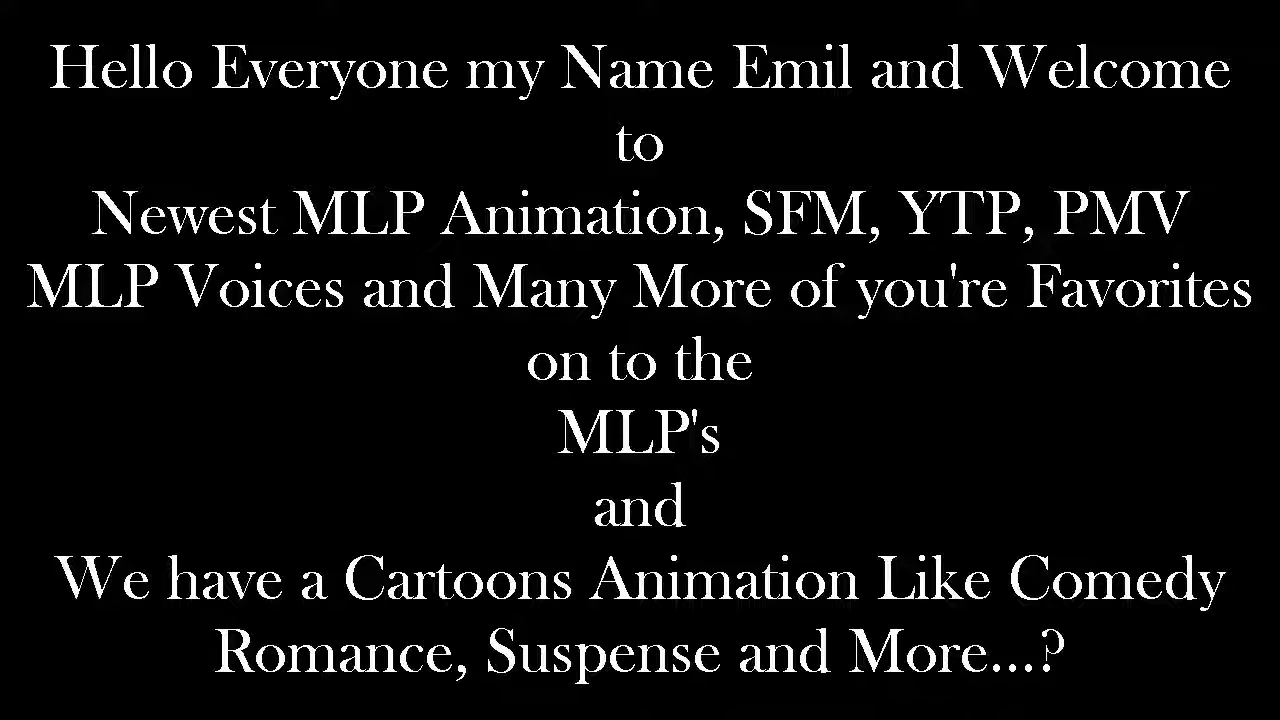 Hello Everyone my Name Emil and Welcome
to
Newest MLP Animation, SFM, YTP, PMV
MLP Voices and Many More of you're Favorites
on to the
MLP's
and
We have a Cartoons Animation Like Comedy
Romance, Suspense and More...?